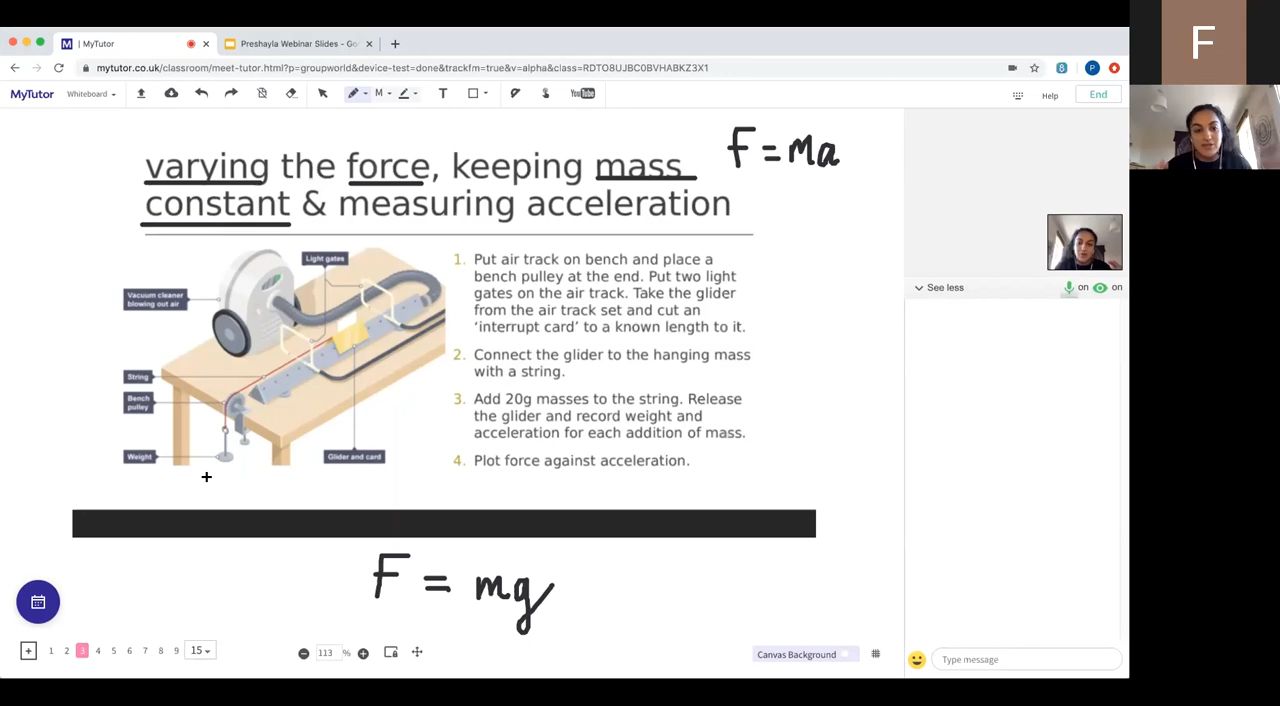 M | MyTutor
Preshayla Webinar Slides - Go
mytutor.co.uk/classroom/meet-tutor.html?p=groupworld&device-test=done&trackfm=true&v=alpha&class=RDTO8UJBC0BVHABKZ3X1
8
P
F
MyTutor Whiteboard M T YouTube Help End
varying the force, keeping mass
constant & measuring acceleration
F = ma
Light gates
Vacuum cleaner
blowing out air
String
Bench
pulley
Weight
Glider and card
1. Put air track on bench and place a
bench pulley at the end. Put two light
gates on the air track. Take the glider
from the air track set and cut an
‘interrupt card’ to a known length to it.
2. Connect the glider to the hanging mass
with a string.
3. Add 20g masses to the string. Release
the glider and record weight and
acceleration for each addition of mass.
4. Plot force against acceleration.
F = mg
See less on on
1 2 3 4 5 6 7 8 9 15
113 %
Canvas Background
Type message